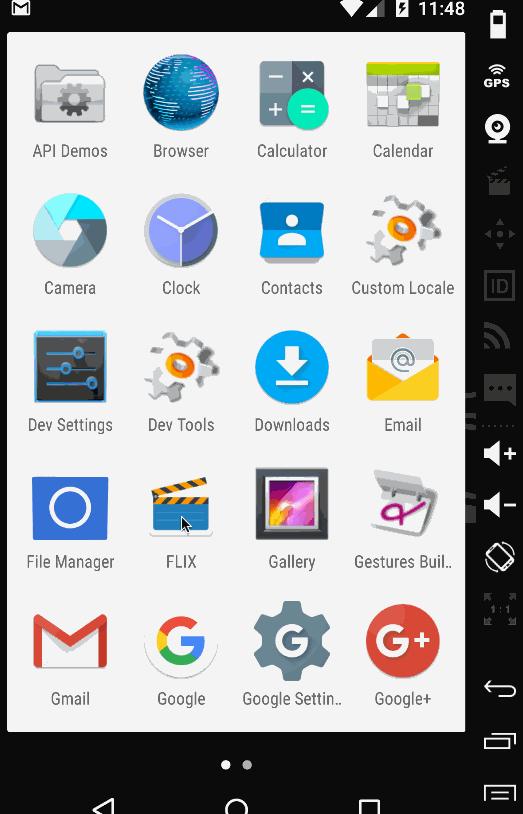 11:48
GPS
API Demos
Browser
Calculator
Calendar
Camera
Clock
Contacts
Custom Locale
ID
Dev Settings
Dev Tools
Downloads
@
Email
File Manager
FLIX
Gallery
Gestures Buil..
1:1
G
G
G+
Gmail
Google
Google Settin..
Google+